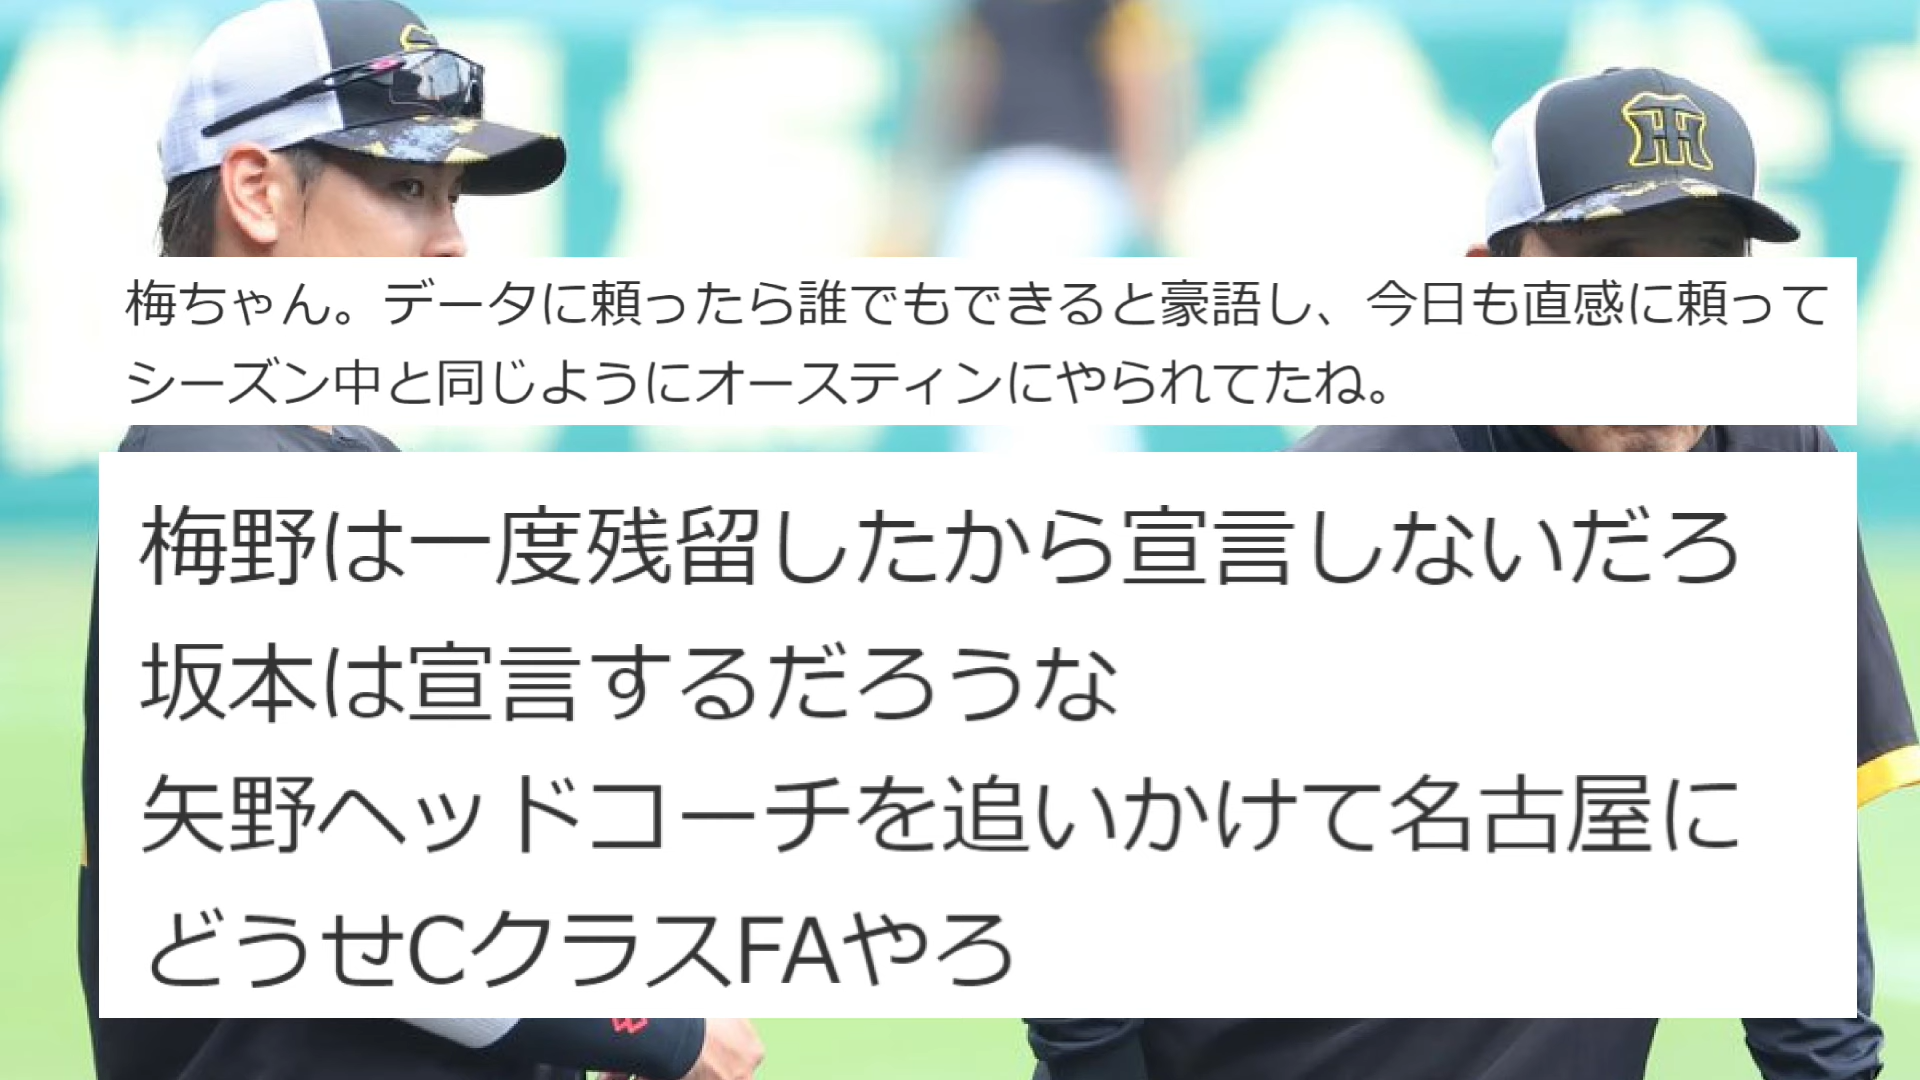 梅ちゃん。データに頼ったら誰でもできると豪語し、今日も直感に頼って
シーズン中と同じようにオースティンにやられてたね。
梅野は一度残留したから宣言しないだろ
坂本は宣言するだろうな
矢野ヘッドコーチを追いかけて名古屋に
どうせCクラスFAやろ